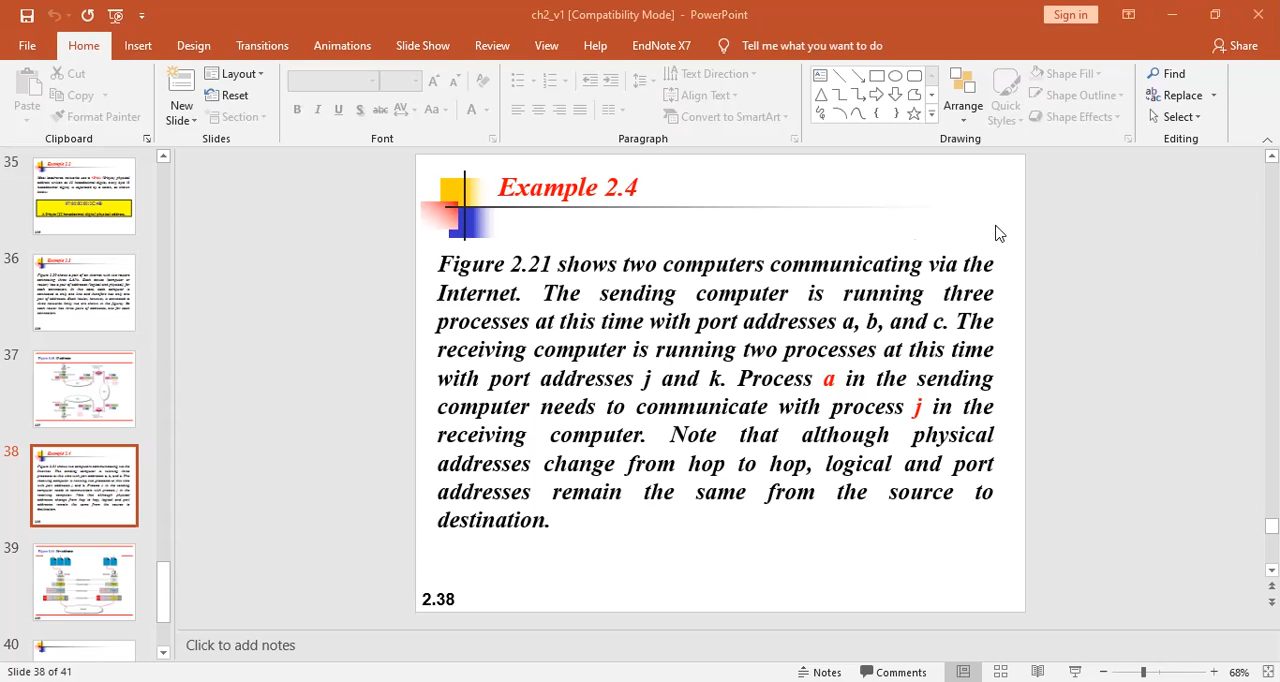 ch2_v1 [Compatibility Mode] - PowerPoint
Sign in
File Home Insert Design Transitions Animations Slide Show Review View Help EndNote X7 Tell me what you want to do Share
Paste
Cut
Copy
Format Painter
Clipboard
New Slide
Layout
Reset
Section
Slides
B I U S abc AV Aa A
Font
Text Direction
Align Text
Convert to SmartArt
Paragraph
Arrange
Quick Styles
Shape Fill
Shape Outline
Shape Effects
Drawing
Find
Replace
Select
Editing
35
36
37
38
39
40
Example 2.4
Figure 2.21 shows two computers communicating via the
Internet. The sending computer is running three
processes at this time with port addresses a, b, and c. The
receiving computer is running two processes at this time
with port addresses j and k. Process a in the sending
computer needs to communicate with process j in the
receiving computer. Note that although physical
addresses change from hop to hop, logical and port
addresses remain the same from the source to
destination.
2.38
Click to add notes
Slide 38 of 41
Notes
Comments
68%